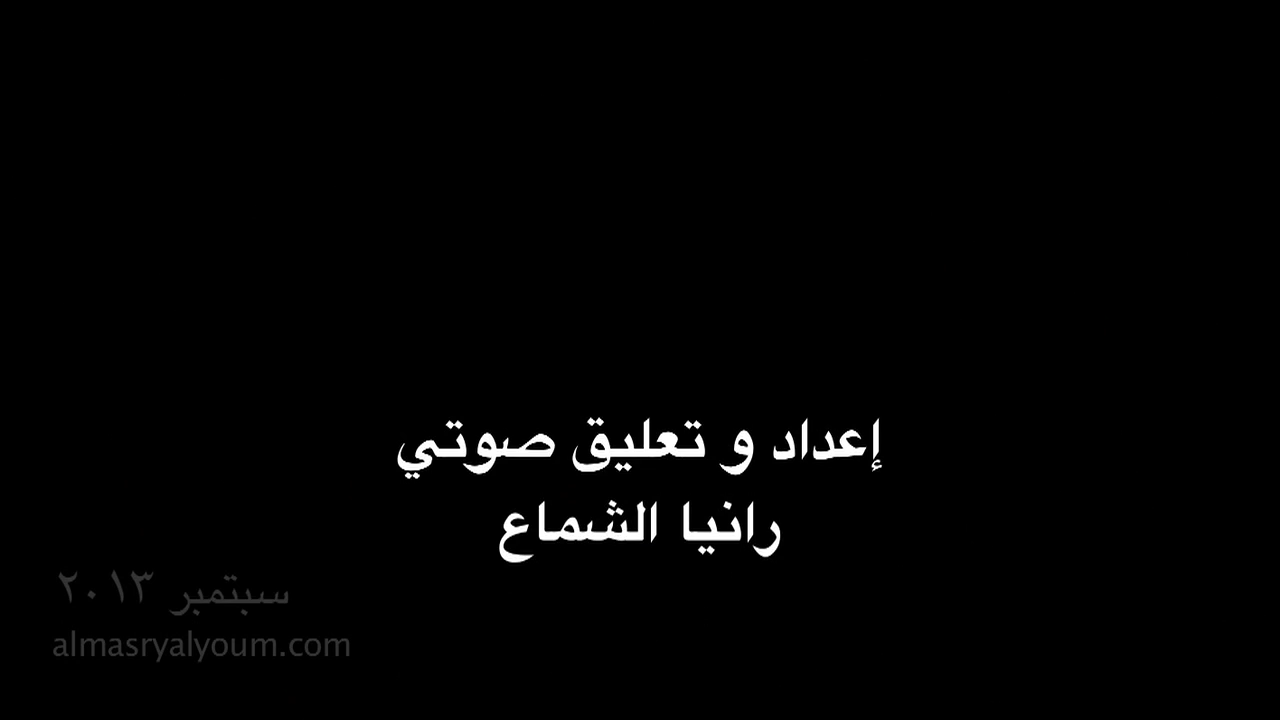 إعداد و تعليق صوتي
رانيا الشماع
سبتمبر ٢٠١٣
almasryalyoum.com